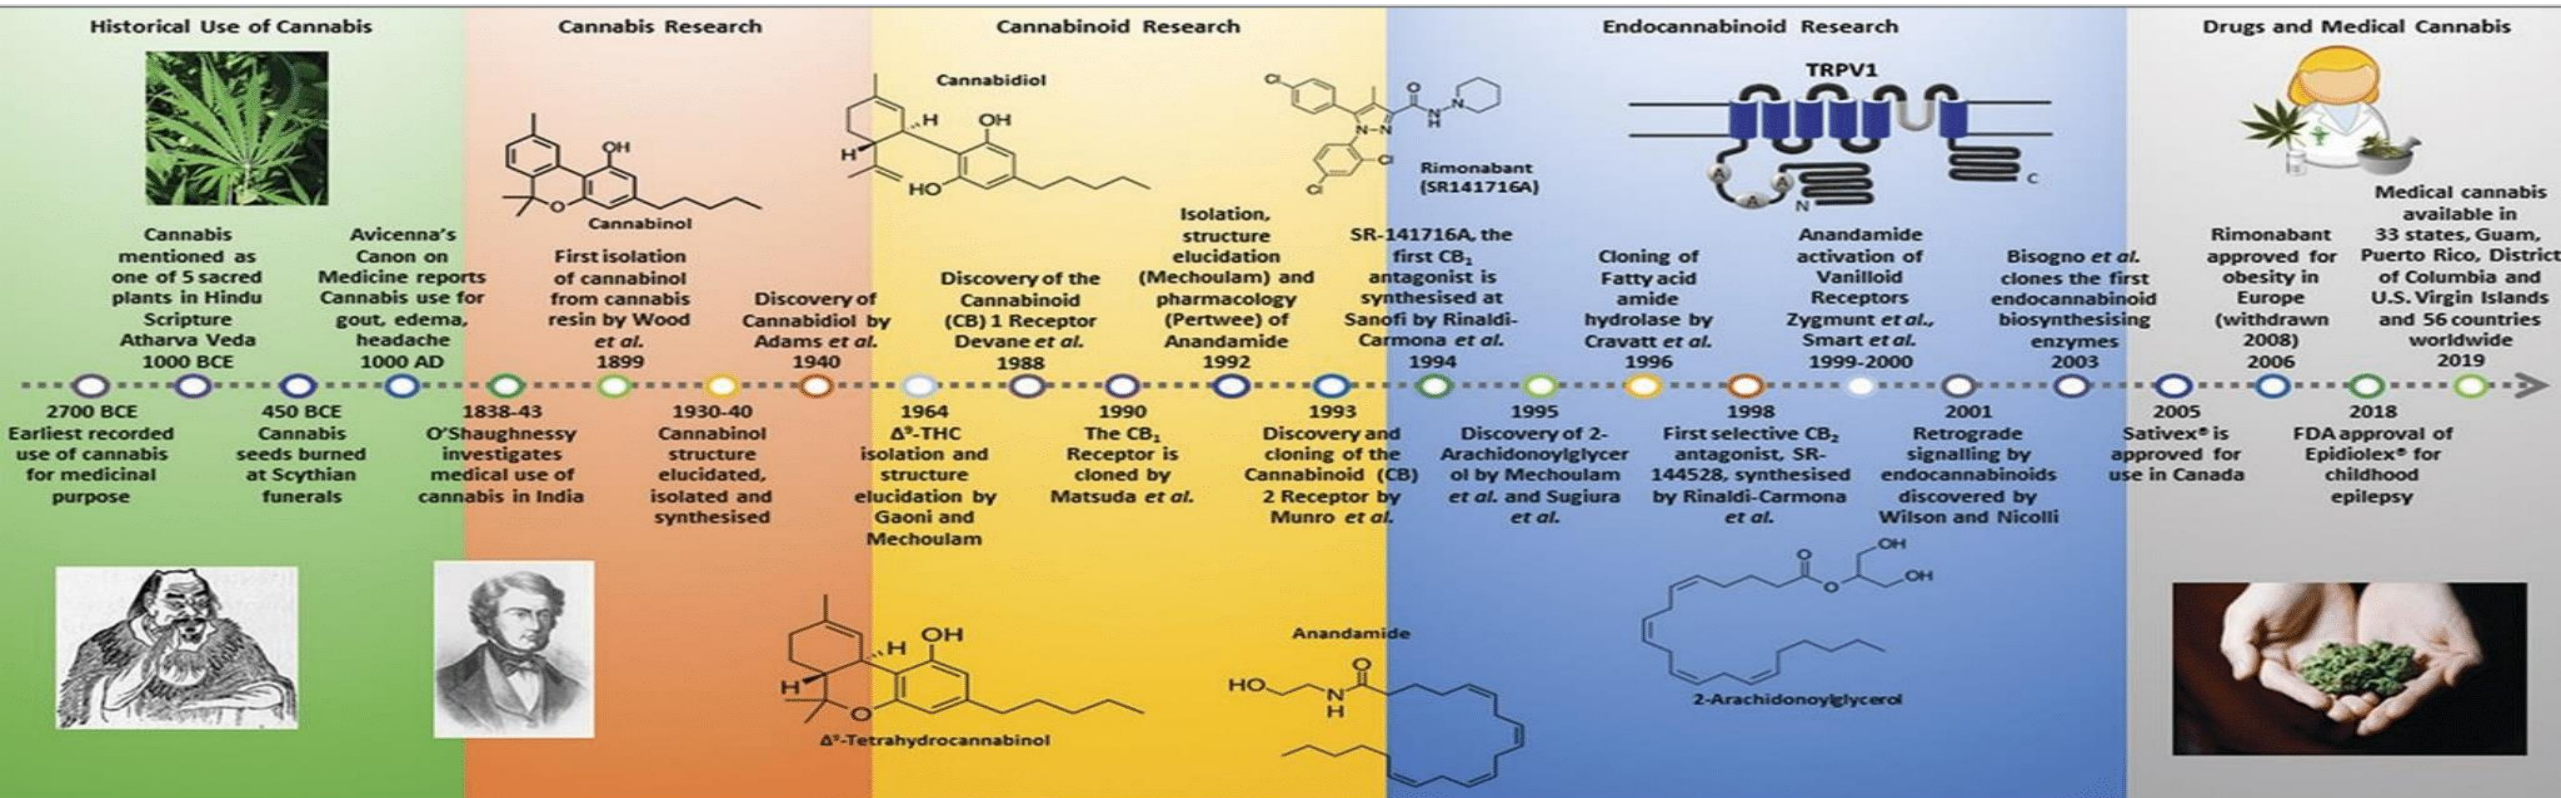 Historical Use of Cannabis
Cannabis Research
Cannabinoid Research
Endocannabinoid Research
Drugs and Medical Cannabis
Cannabinol
Cannabidiol
Rimonabant
(SR141716A)
TRPV1
Cannabis
mentioned as
one of 5 sacred
plants in Hindu
Scripture
Atharva Veda
1000 BCE
Avicenna's
Canon on
Medicine reports
Cannabis use for
gout, edema,
headache
1000 AD
First isolation
of cannabinol
from cannabis
resin by Wood
et al.
1899
Discovery of
Cannabidiol by
Adams et al.
1940
Discovery of the
Cannabinoid
(CB) 1 Receptor
Devane et al.
1988
Isolation,
structure
elucidation
(Mechoulam) and
pharmacology
(Pertwee) of
Anandamide
1992
SR-141716A, the
first CB₁
antagonist is
synthesised at
Sanofi by Rinaldi-
Carmona et al.
1994
Cloning of
Fatty acid
amide
hydrolase by
Cravatt et al.
1996
Anandamide
activation of
Vanilloid
Receptors
Zygmunt et al.,
Smart et al.
1999-2000
Bisogno et al.
clones the first
endocannabinoid
biosynthesising
enzymes
2003
Rimonabant
approved for
obesity in
Europe
(withdrawn
2008)
2006
Medical cannabis
available in
33 states, Guam,
Puerto Rico, District
of Columbia and
U.S. Virgin Islands
and 56 countries
worldwide
2019
2700 BCE
Earliest recorded
use of cannabis
for medicinal
purpose
450 BCE
Cannabis
seeds burned
at Scythian
funerals
1838-43
O'Shaughnessy
investigates
medical use of
cannabis in India
1930-40
Cannabinol
structure
elucidated,
isolated and
synthesised
1964
Δ⁹-THC
isolation and
structure
elucidation by
Gaoni and
Mechoulam
1990
The CB₁
Receptor is
cloned by
Matsuda et al.
1993
Discovery and
cloning of the
Cannabinoid (CB)
2 Receptor by
Munro et al.
1995
Discovery of 2-
Arachidonoylglycer
ol by Mechoulam
et al. and Sugiura
et al.
1998
First selective CB₂
antagonist, SR-
144528, synthesised
by Rinaldi-Carmona
et al.
2001
Retrograde
signalling by
endocannabinoids
discovered by
Wilson and Nicolli
2005
Sativex® is
approved for
use in Canada
2018
FDA approval of
Epidiolex® for
childhood
epilepsy
Δ⁹-Tetrahydrocannabinol
Anandamide
2-Arachidonoylglycerol